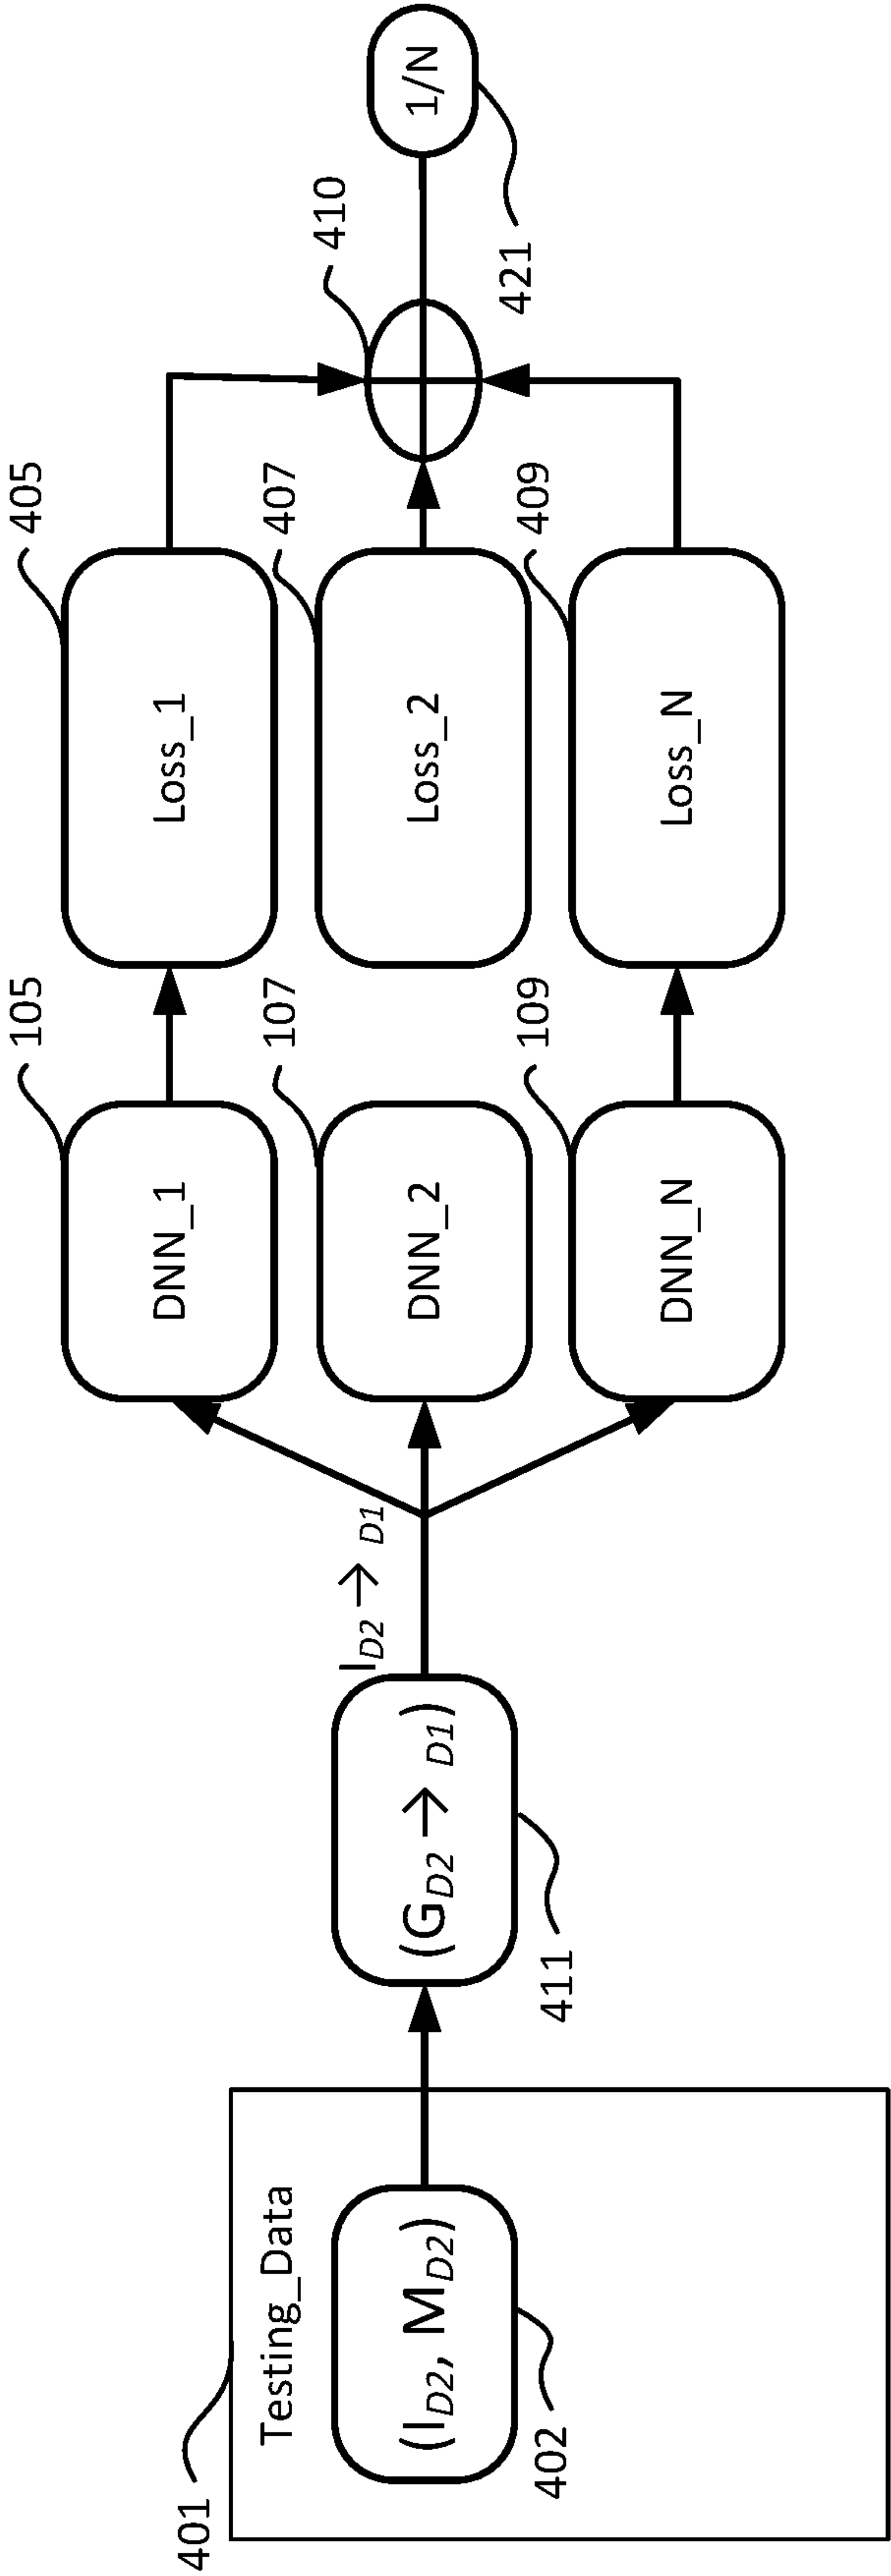 401
Testing_Data
(I_D2, M_D2)
402
(G_D2 → D1)
411
I_D2 → D1
DNN_1
105
DNN_2
107
DNN_N
109
Loss_1
405
Loss_2
407
Loss_N
409
410
1/N
421